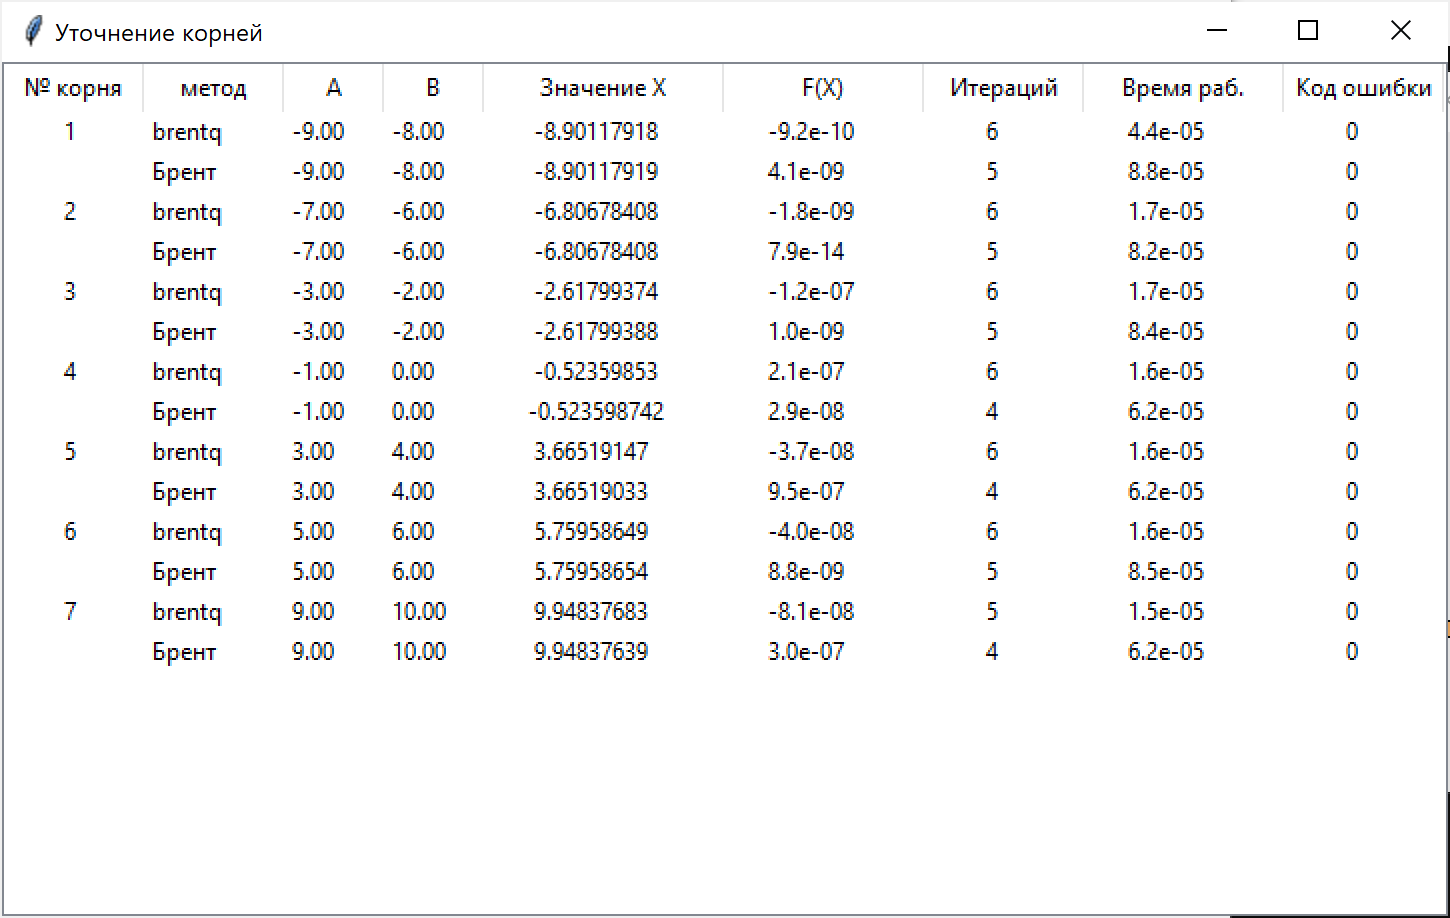 Уточнение корней
№ корня метод A B Значение X F(X) Итераций Время раб. Код ошибки
1 brentq -9.00 -8.00 -8.90117918 -9.2e-10 6 4.4e-05 0
Брент -9.00 -8.00 -8.90117919 4.1e-09 5 8.8e-05 0
2 brentq -7.00 -6.00 -6.80678408 -1.8e-09 6 1.7e-05 0
Брент -7.00 -6.00 -6.80678408 7.9e-14 5 8.2e-05 0
3 brentq -3.00 -2.00 -2.61799374 -1.2e-07 6 1.7e-05 0
Брент -3.00 -2.00 -2.61799388 1.0e-09 5 8.4e-05 0
4 brentq -1.00 0.00 -0.52359853 2.1e-07 6 1.6e-05 0
Брент -1.00 0.00 -0.523598742 2.9e-08 4 6.2e-05 0
5 brentq 3.00 4.00 3.66519147 -3.7e-08 6 1.6e-05 0
Брент 3.00 4.00 3.66519033 9.5e-07 4 6.2e-05 0
6 brentq 5.00 6.00 5.75958649 -4.0e-08 6 1.6e-05 0
Брент 5.00 6.00 5.75958654 8.8e-09 5 8.5e-05 0
7 brentq 9.00 10.00 9.94837683 -8.1e-08 5 1.5e-05 0
Брент 9.00 10.00 9.94837639 3.0e-07 4 6.2e-05 0